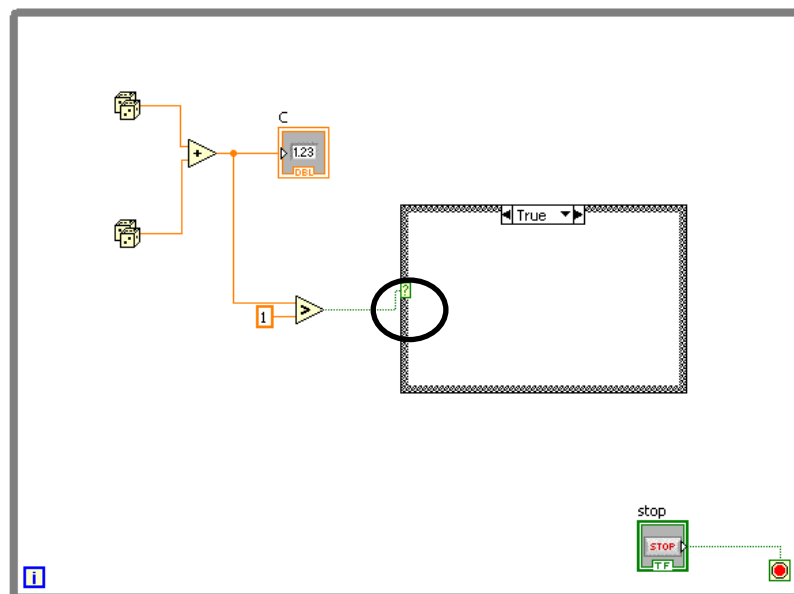 C
1.23
DBL
True
?
+
>
1
stop
STOP
TF
i